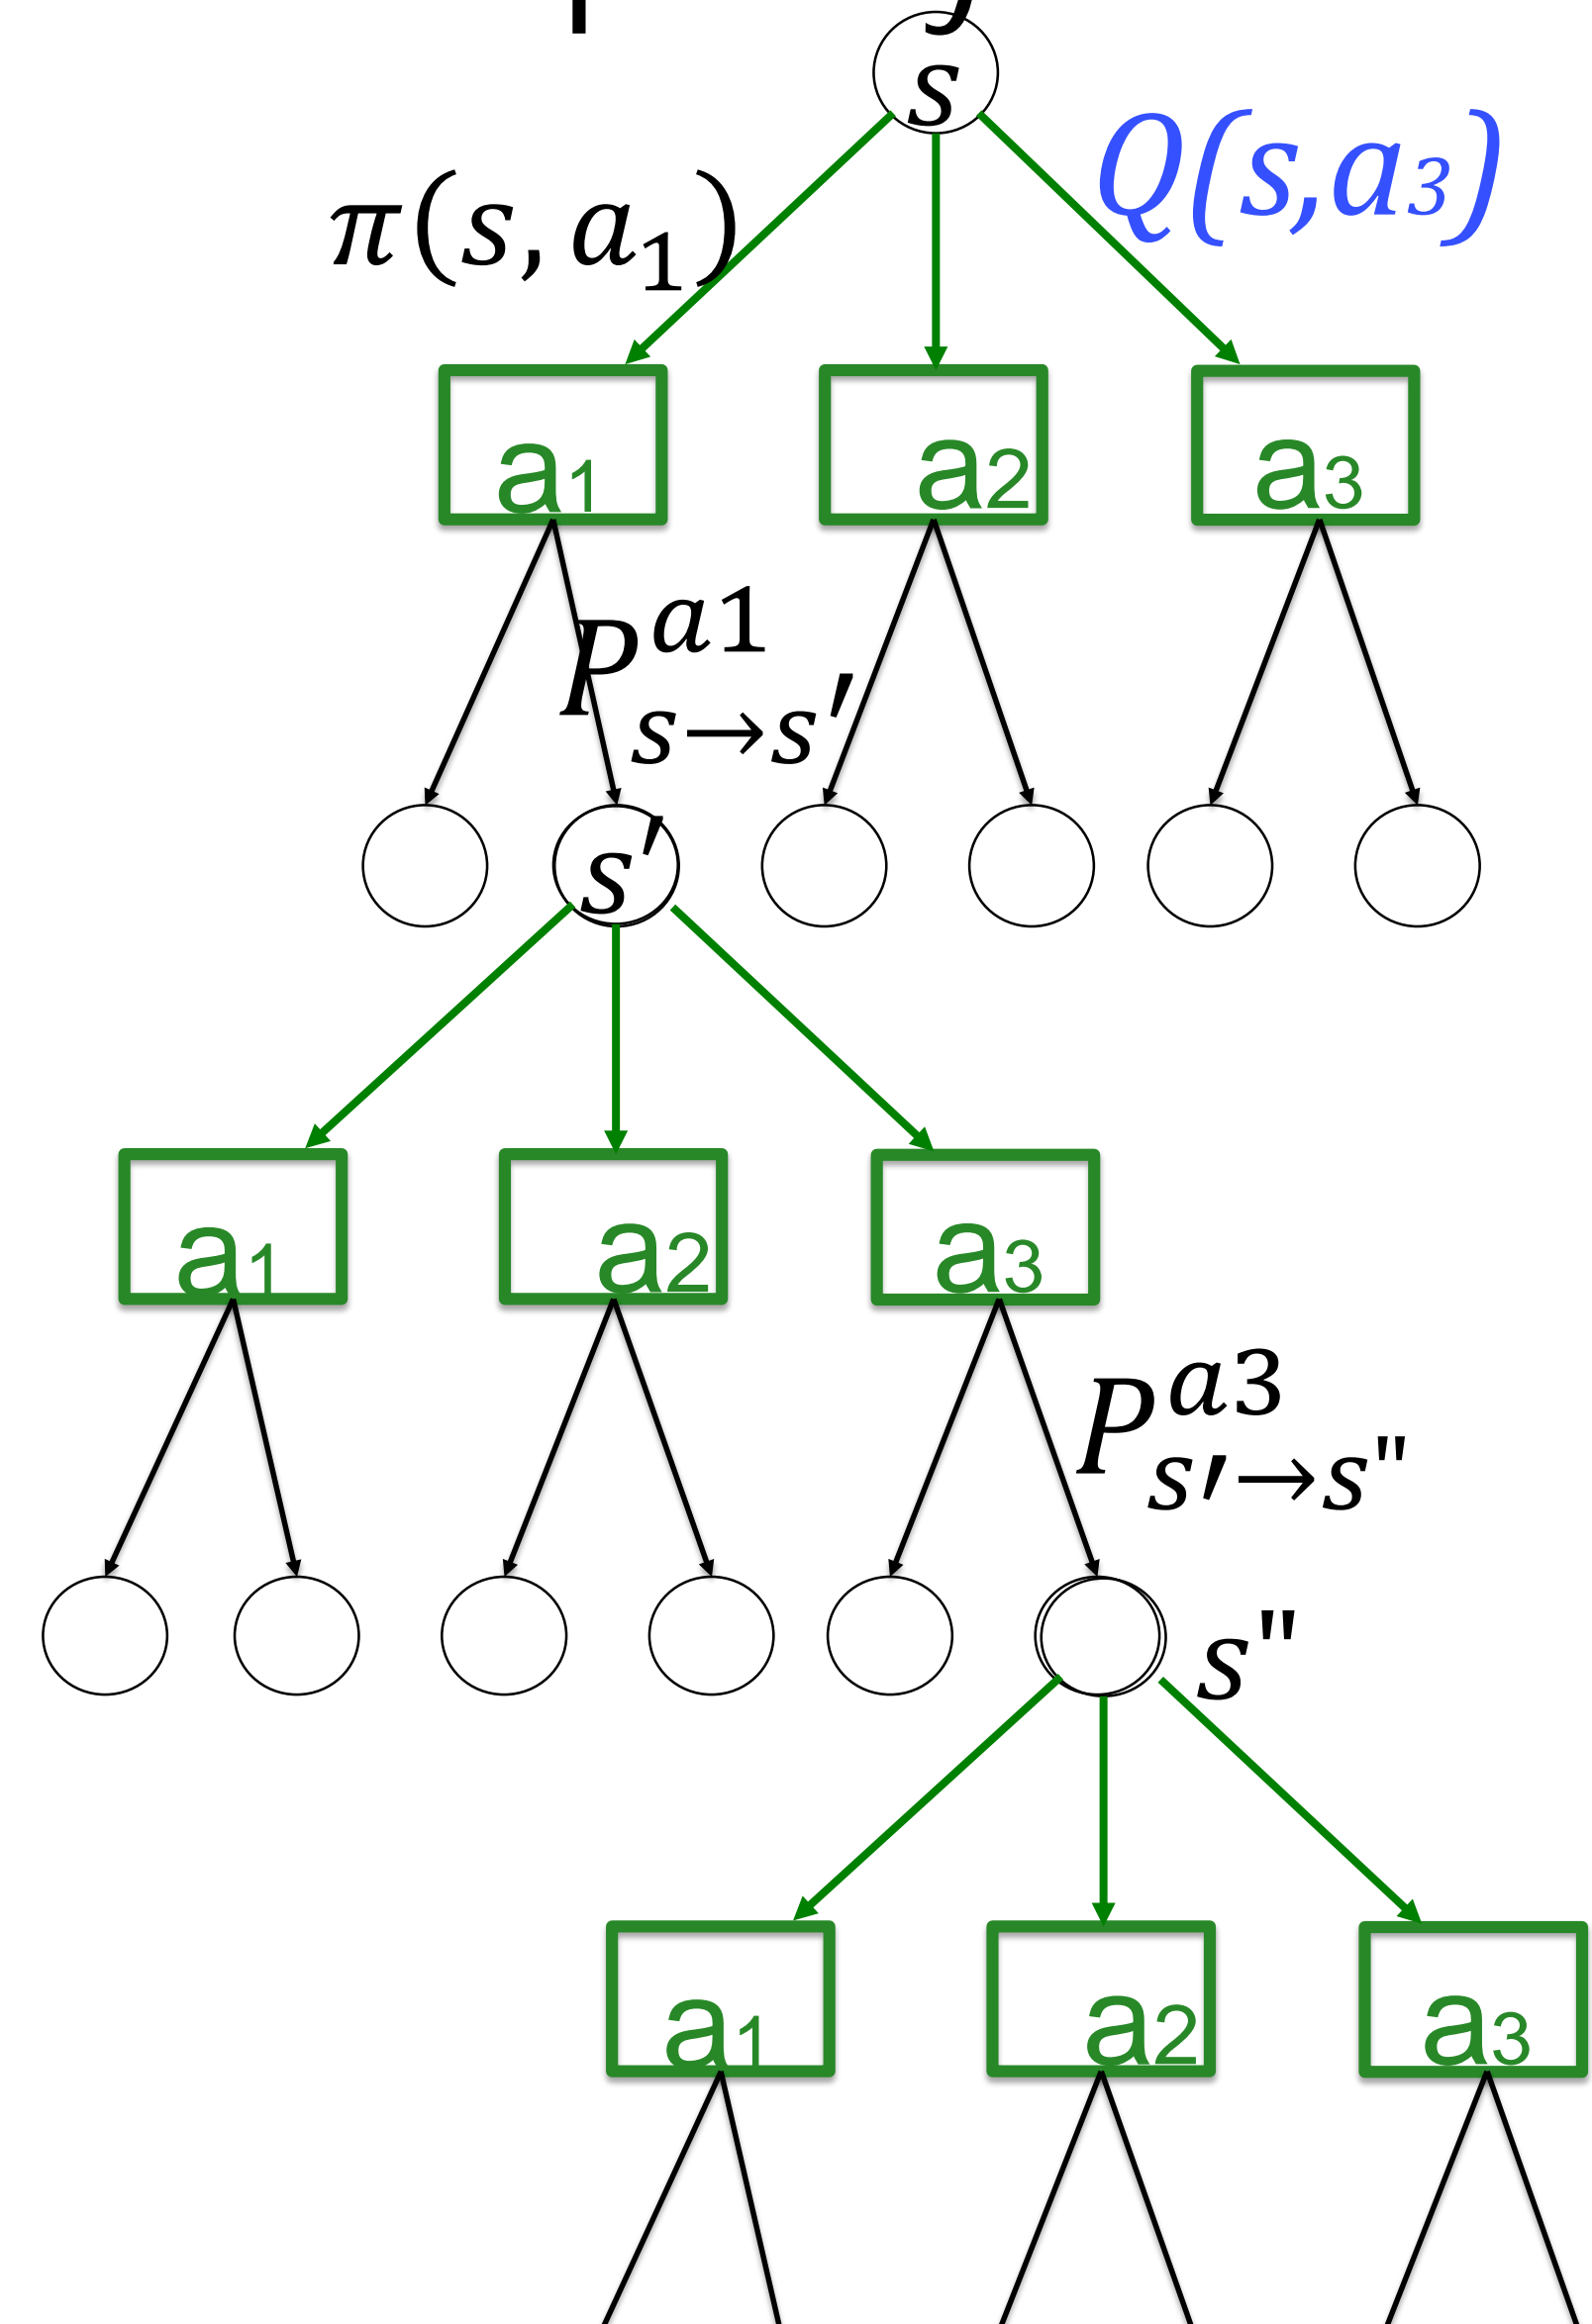 s
π(s, a₁)
Q(s,a₃)
a₁
a₂
a₃
P^{a1}_{s→s'}
s'
a₁
a₂
a₃
P^{a3}_{s'→s"}
s"
a₁
a₂
a₃